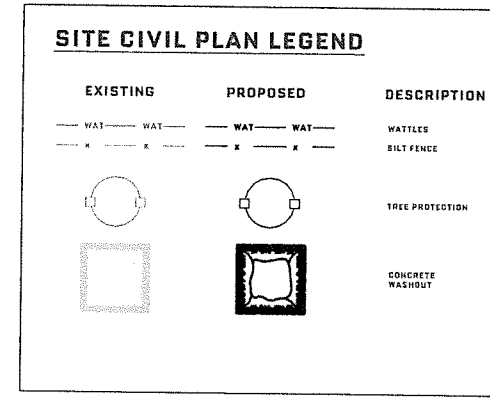 SITE CIVIL PLAN LEGEND
EXISTING PROPOSED DESCRIPTION
WAT WAT WAT WAT WATTLES
x x x x SILT FENCE
TREE PROTECTION
CONCRETE
WASHOUT